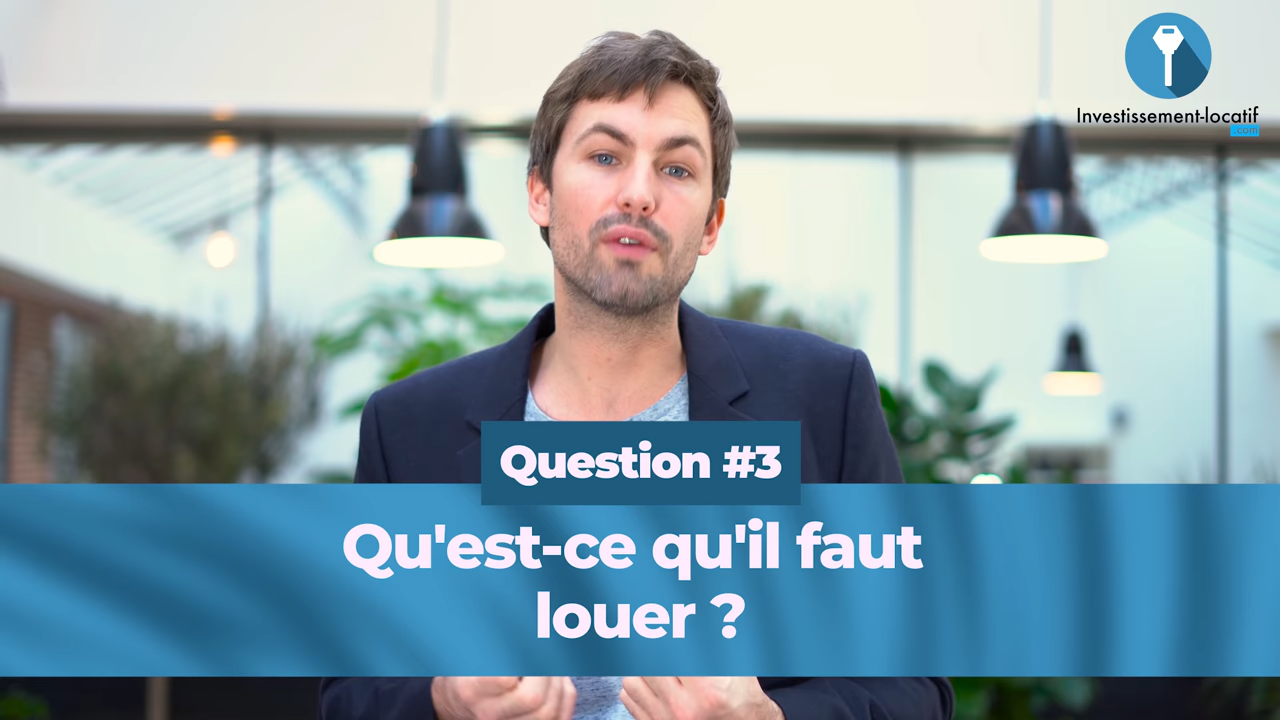 Investissement-locatif
.com
Question #3
Qu'est-ce qu'il faut
louer ?